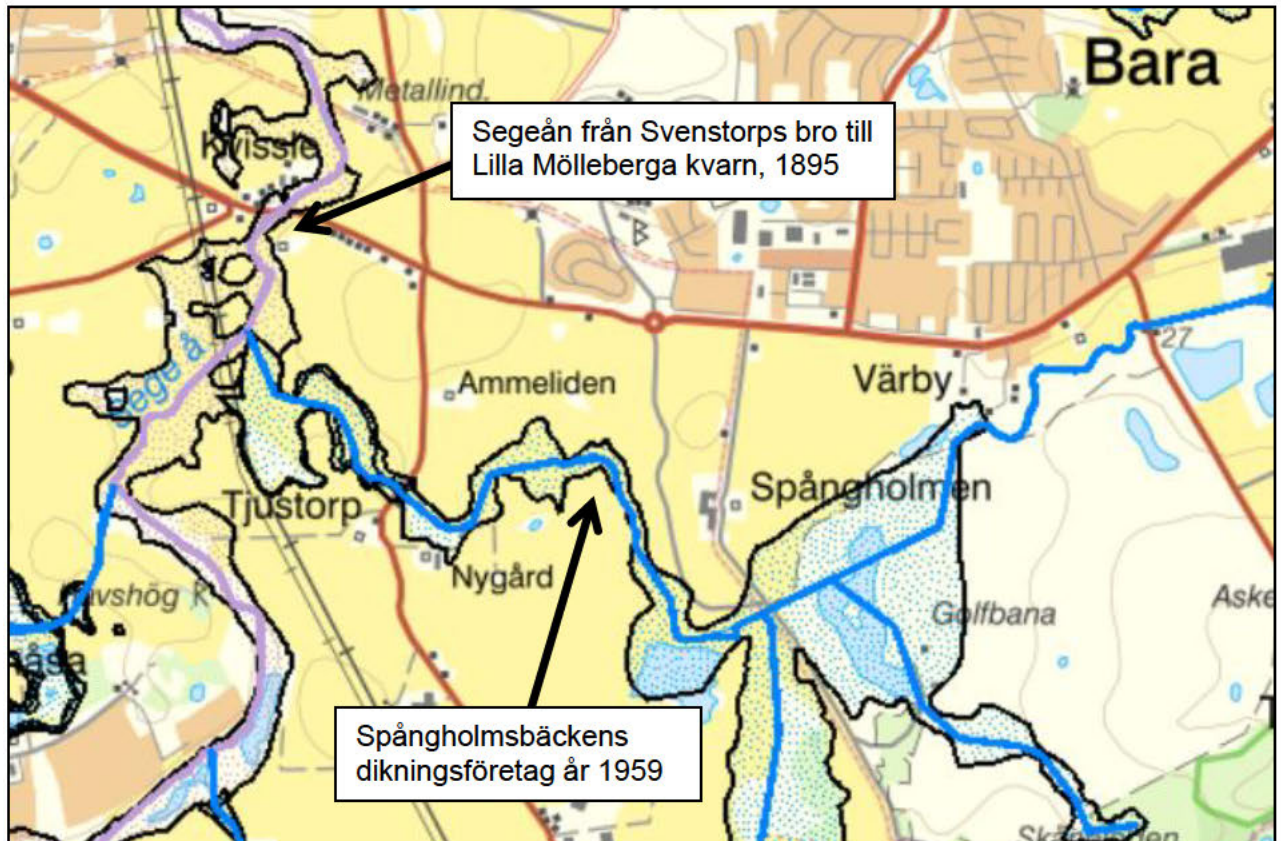 Bara
Metallind.
Segeån från Svenstorps bro till
Lilla Mölleberga kvarn, 1895
Kvissle
27
Sege å
Ammeliden
Värby
Tjustorp
Spångholmen
Nygård
Golfbana
Aske
Spångholmsbäckens
dikningsföretag år 1959